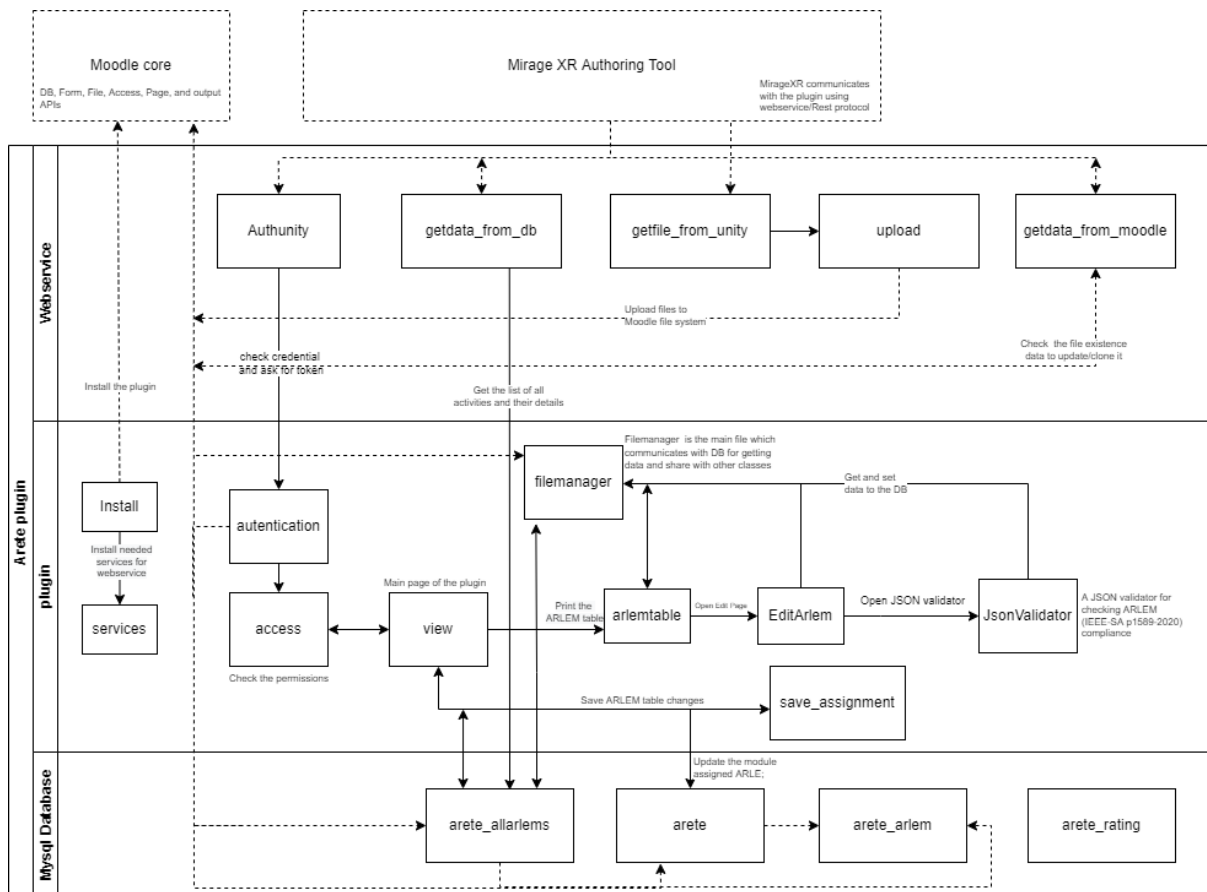 Moodle core
DB, Form, File, Access, Page, and output
APIs
Mirage XR Authoring Tool
MirageXR communicates
with the plugin using
webservice/Rest protocol
Arete plugin
Webservice
Authunity
getdata_from_db
getfile_from_unity
upload
getdata_from_moodle
Upload files to
Moodle file system
check credential
and ask for token
Check the file existence
data to update/clone it
Install the plugin
Get the list of all
activities and their details
plugin
Filemanager is the main file which
communicates with DB for getting
data and share with other classes
filemanager
Get and set
data to the DB
Install
autentication
Install needed
services for
webservice
services
access
Check the permissions
Main page of the plugin
view
Print the
ARLEM table
arlemtable
Open Edit Page
EditArlem
Open JSON validator
JsonValidator
A JSON validator for
checking ARLEM
(IEEE-SA p1589-2020)
compliance
Save ARLEM table changes
save_assignment
Mysql Database
Update the module
assigned ARLE;
arete_allarlems
arete
arete_arlem
arete_rating